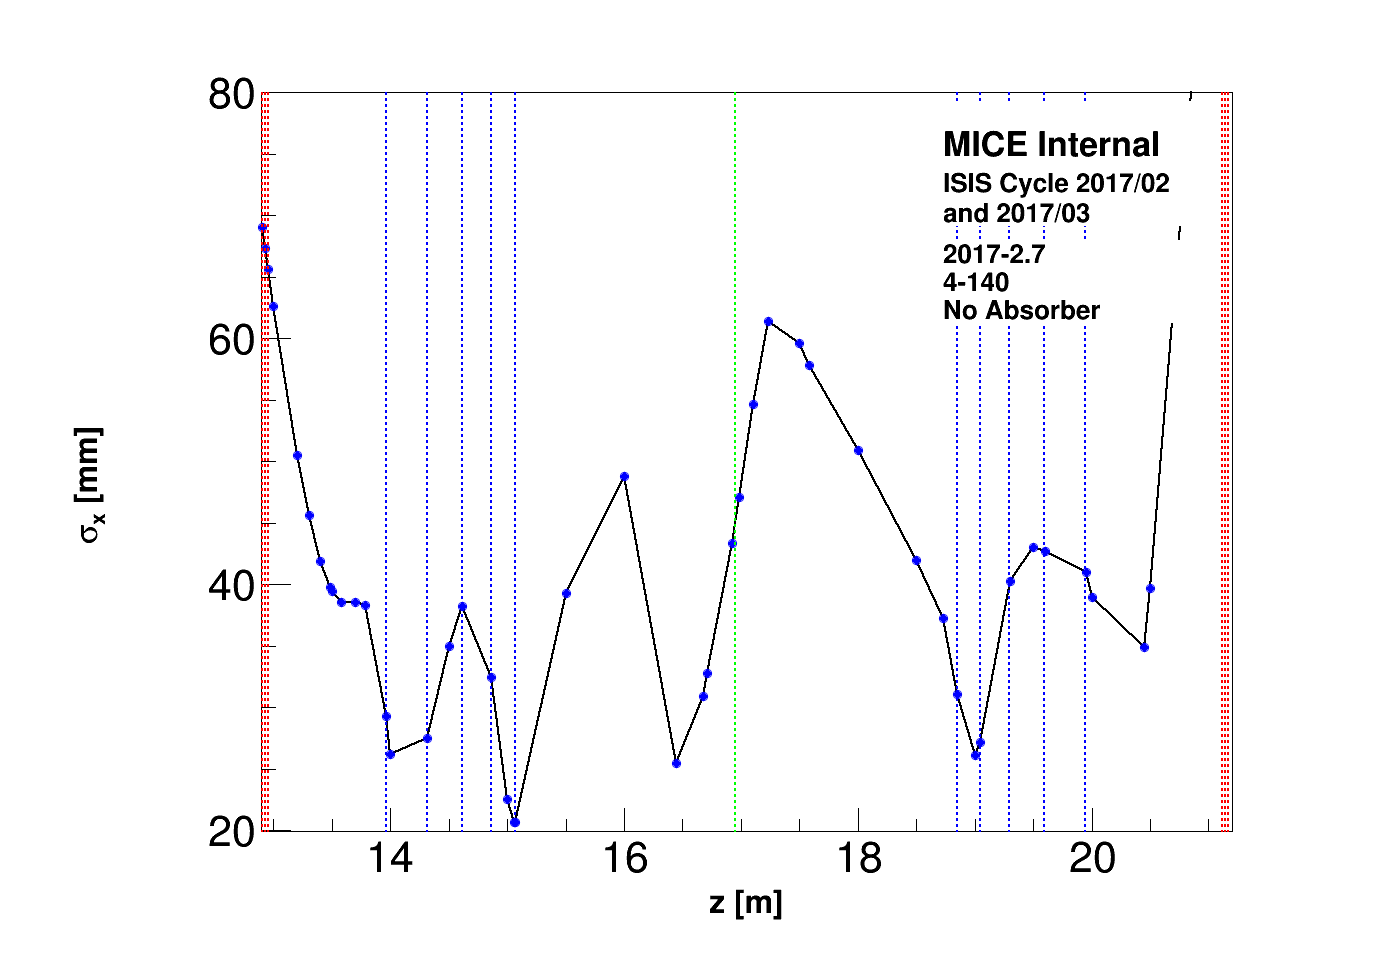 80
60
40
20
σx [mm]
MICE Internal
ISIS Cycle 2017/02
and 2017/03
2017-2.7
4-140
No Absorber
14 16 18 20
z [m]